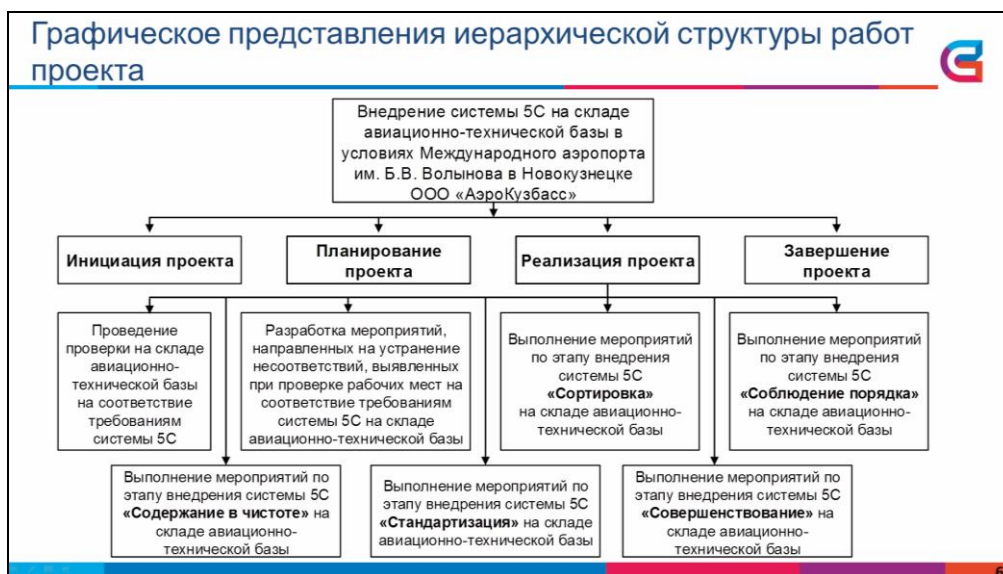 Графическое представления иерархической структуры работ
проекта
Внедрение системы 5С на складе
авиационно-технической базы в
условиях Международного аэропорта
им. Б.В. Волынова в Новокузнецке
ООО «АэроКузбасс»
Инициация проекта
Планирование
проекта
Реализация проекта
Завершение
проекта
Проведение
проверки на складе
авиационно-
технической базы
на соответствие
требованиям
системы 5С
Разработка мероприятий,
направленных на устранение
несоответствий, выявленных
при проверке рабочих мест на
соответствие требованиям
системы 5С на складе
авиационно-технической базы
Выполнение мероприятий
по этапу внедрения
системы 5С
«Сортировка»
на складе авиационно-
технической базы
Выполнение мероприятий
по этапу внедрения
системы 5С
«Соблюдение порядка»
на складе авиационно-
технической базы
Выполнение мероприятий по
этапу внедрения системы 5С
«Содержание в чистоте» на
складе авиационно-
технической базы
Выполнение мероприятий по
этапу внедрения системы 5С
«Стандартизация» на складе
авиационно-технической базы
Выполнение мероприятий по
этапу внедрения системы 5С
«Совершенствование» на
складе авиационно-
технической базы
6